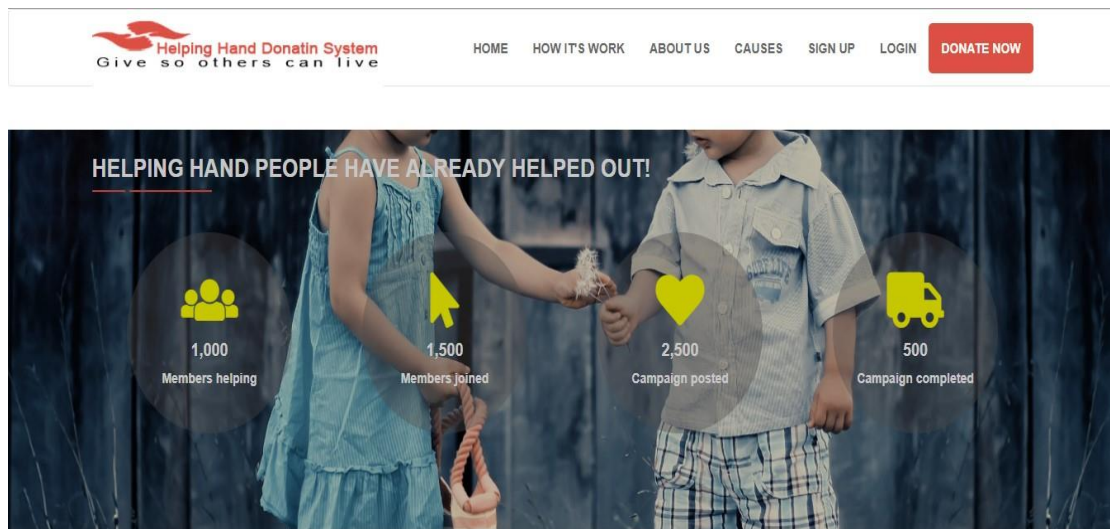 Helping Hand Donatin System
Give so others can live
HOME HOW IT'S WORK ABOUT US CAUSES SIGN UP LOGIN DONATE NOW
HELPING HAND PEOPLE HAVE ALREADY HELPED OUT!
1,000 1,500 2,500 500
Members helping Members joined Campaign posted Campaign completed